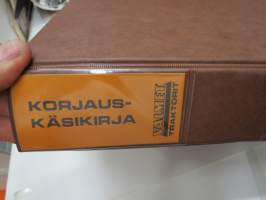 KORJAUS-
KÄSIKIRJA
VALMET
TRAKTORIT